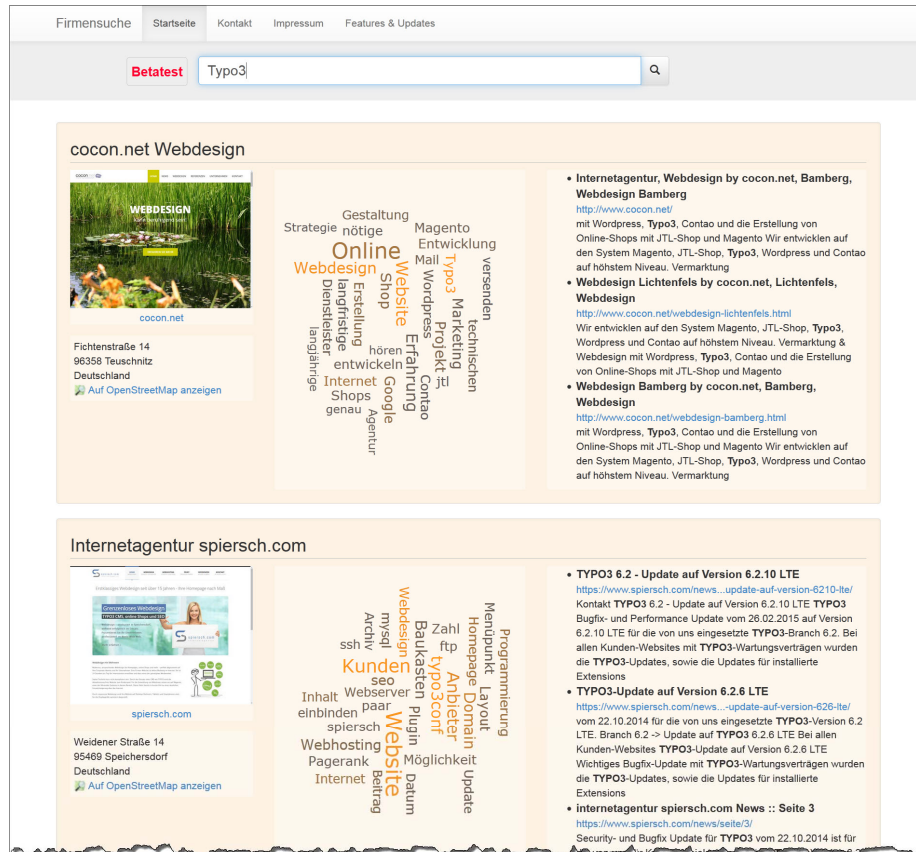 Firmensuche Startseite Kontakt Impressum Features & Updates
Betatest Typo3
cocon.net Webdesign
WEBDESIGN
cocon.net
Fichtenstraße 14
96358 Teuschnitz
Deutschland
Auf OpenStreetMap anzeigen
Gestaltung
Strategie nötige Magento
Online Entwicklung
Mail
Webdesign
Website
Typo3
versenden
Shop
Wordpress
Dienstleister
langfristige
Erstellung
Marketing
technischen
Projekt
langjährige
hören
Erfahrung
entwickeln
jtl
Internet
Google
Contao
Shops
genau
Agentur
• Internetagentur, Webdesign by cocon.net, Bamberg,
Webdesign Bamberg
http://www.cocon.net/
mit Wordpress, Typo3, Contao und die Erstellung von
Online-Shops mit JTL-Shop und Magento Wir entwicklen auf
den System Magento, JTL-Shop, Typo3, Wordpress und Contao
auf höhstem Niveau. Vermarktung
• Webdesign Lichtenfels by cocon.net, Lichtenfels,
Webdesign
http://www.cocon.net/webdesign-lichtenfels.html
Wir entwicklen auf den System Magento, JTL-Shop, Typo3,
Wordpress und Contao auf höhstem Niveau. Vermarktung &
Webdesign mit Wordpress, Typo3, Contao und die Erstellung
von Online-Shops mit JTL-Shop und Magento
• Webdesign Bamberg by cocon.net, Bamberg,
Webdesign
http://www.cocon.net/webdesign-bamberg.html
mit Wordpress, Typo3, Contao und die Erstellung von
Online-Shops mit JTL-Shop und Magento Wir entwicklen auf
den System Magento, JTL-Shop, Typo3, Wordpress und Contao
auf höhstem Niveau. Vermarktung
Internetagentur spiersch.com
Grenzenloses Webdesign
TYPO3 CMS, online Shops und SEO
spiersch.com
Weidener Straße 14
95469 Speichersdorf
Deutschland
Auf OpenStreetMap anzeigen
Webdesign
Menüpunkt
Archiv
mysql
Baukasten
Zahl
Homepage
Programmierung
ssh
ftp
Kunden
typo3conf
seo
Anbieter
Layout
Inhalt
Webserver
Domain
einbinden
paar
Plugin
spiersch
Website
Webhosting
Pagerank
Möglichkeit
Internet
Beitrag
Datum
Update
• TYPO3 6.2 - Update auf Version 6.2.10 LTE
https://www.spiersch.com/news...update-auf-version-6210-lte/
Kontakt TYPO3 6.2 - Update auf Version 6.2.10 LTE TYPO3
Bugfix- und Performance Update vom 26.02.2015 auf Version
6.2.10 LTE für die von uns eingesetzte TYPO3-Branch 6.2. Bei
allen Kunden-Websites mit TYPO3-Wartungsverträgen wurden
die TYPO3-Updates, sowie die Updates für installierte
Extensions
• TYPO3-Update auf Version 6.2.6 LTE
https://www.spiersch.com/news...-update-auf-version-626-lte/
vom 22.10.2014 für die von uns eingesetzte TYPO3-Version 6.2
LTE. Branch 6.2 -> Update auf TYPO3 6.2.6 LTE Bei allen
Kunden-Websites TYPO3-Update auf Version 6.2.6 LTE
Wichtiges Bugfix-Update mit TYPO3-Wartungsverträgen wurden
die TYPO3-Updates, sowie die Updates für installierte
Extensions
• internetagentur spiersch.com News :: Seite 3
https://www.spiersch.com/news/seite/3/
Security- und Bugfix Update für TYPO3 vom 22.10.2014 ist für